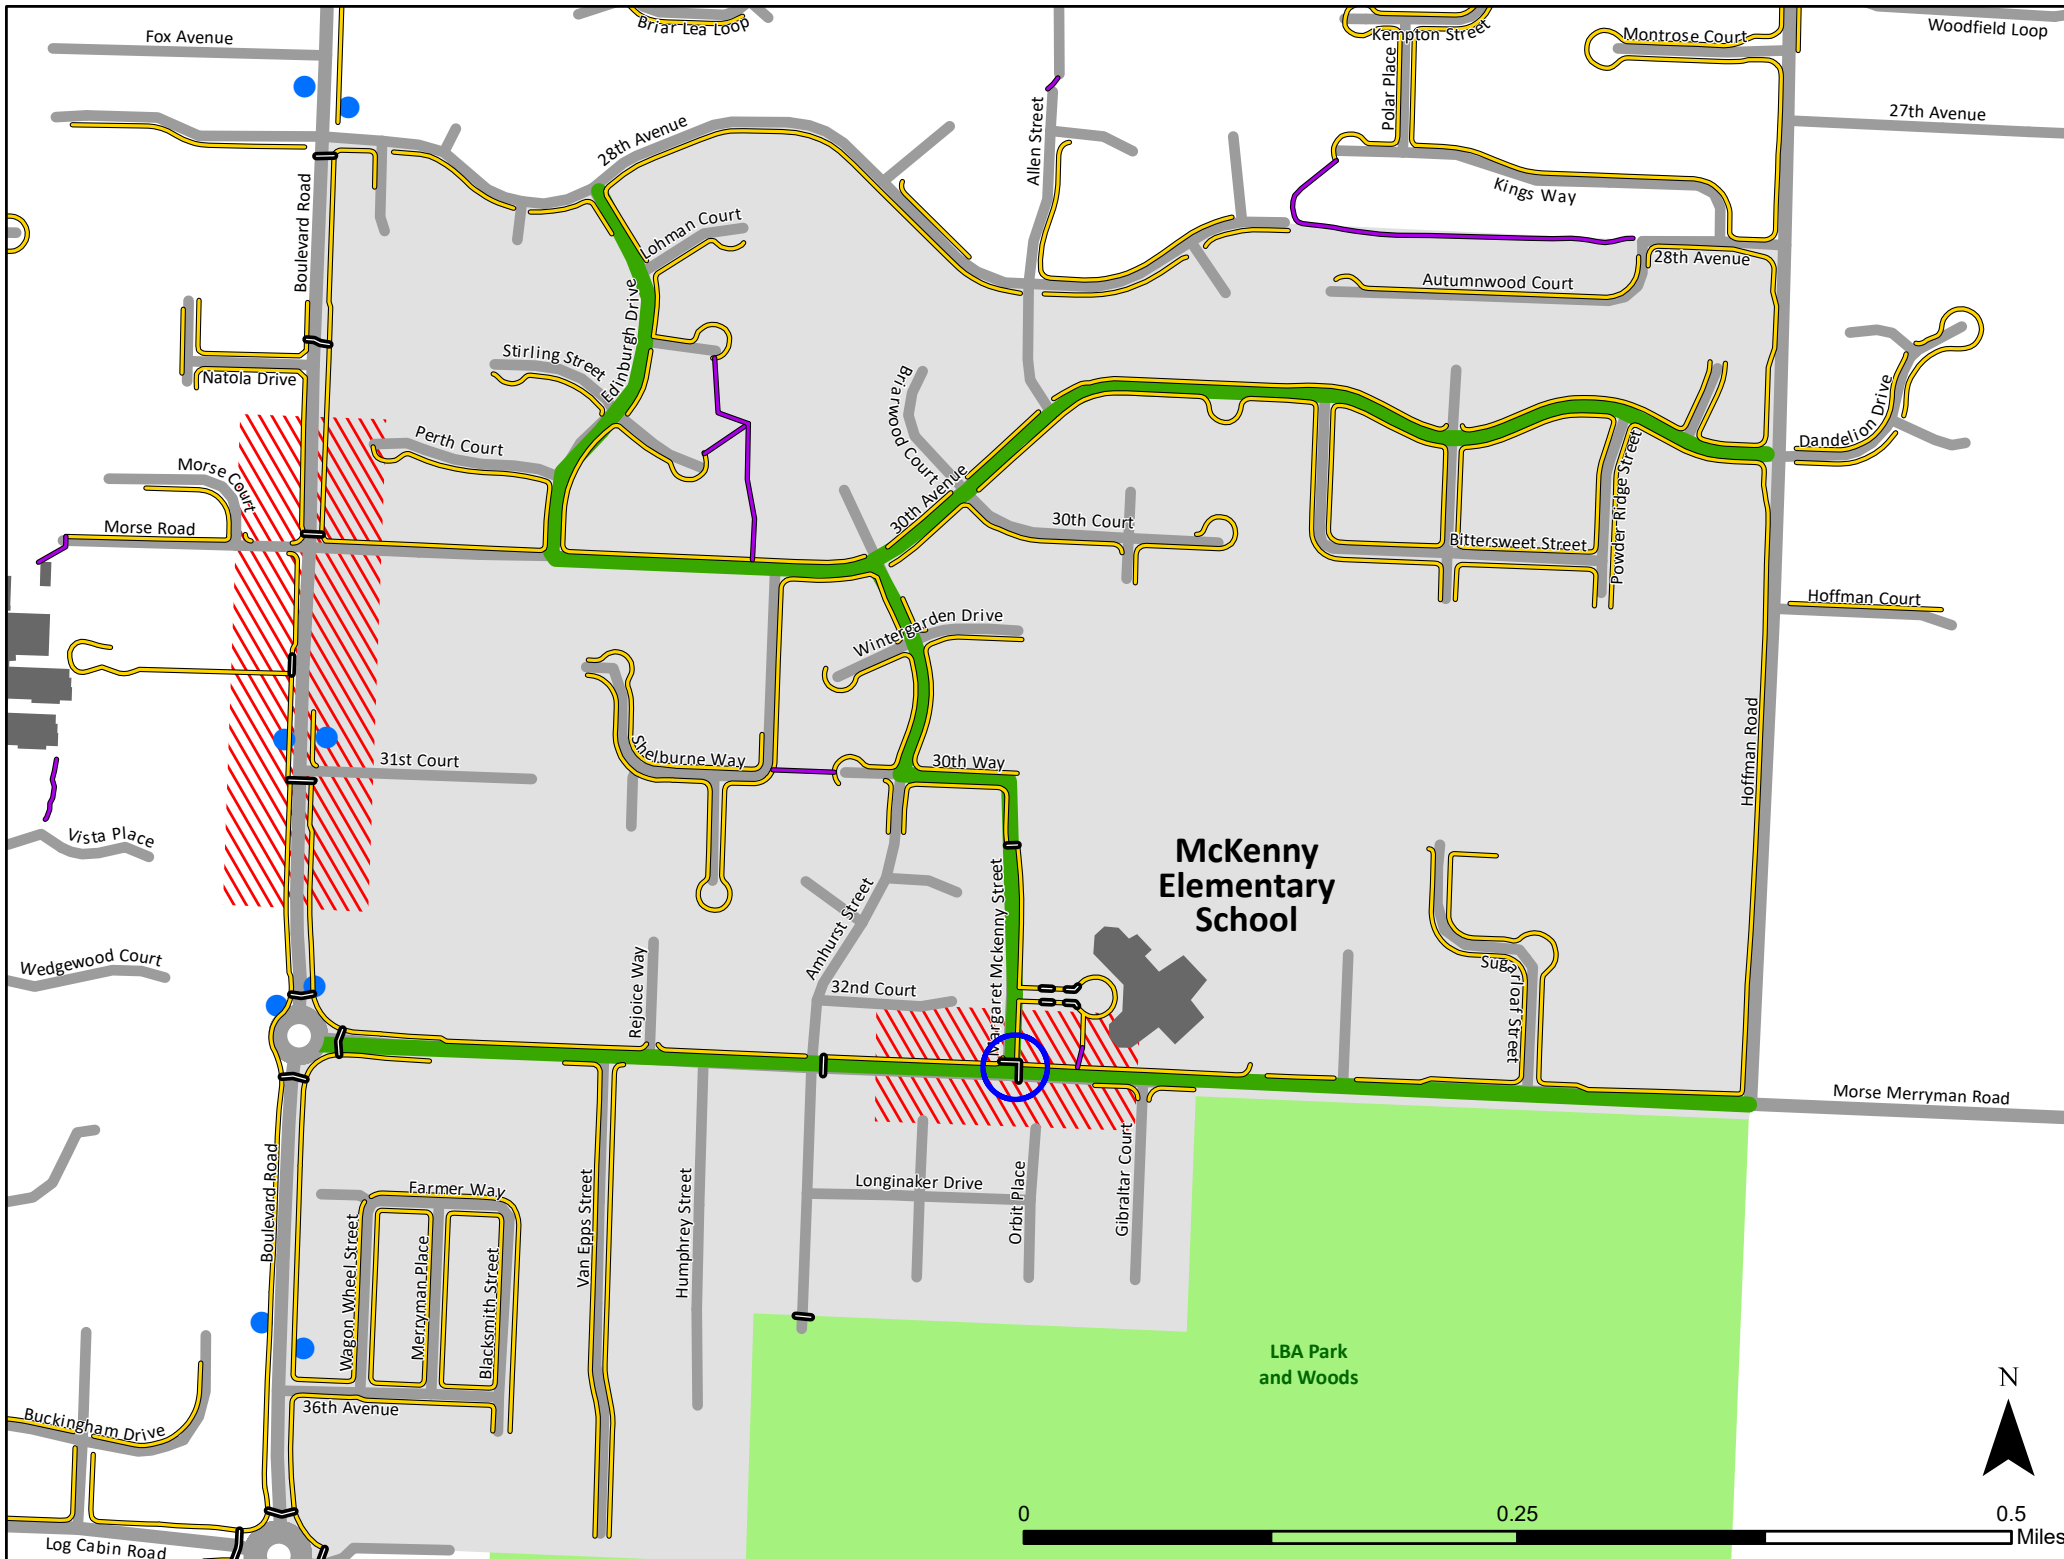 Briar Lea Loop
Kempton Street
Woodfield Loop
Fox Avenue
Montrose Court
Polar Place
27th Avenue
28th Avenue
Allen Street
Boulevard Road
Kings Way
Lohman Court
28th Avenue
Autumnwood Court
Edinburgh Drive
Stirling Street
Natola Drive
Briarwood Court
Dandelion Drive
Perth Court
Morse Court
30th Avenue
Powder Ridge Street
Morse Road
30th Court
Bittersweet Street
Hoffman Court
Wintergarden Drive
Hoffman Road
Shelburne Way
31st Court
30th Way
Vista Place
McKenny
Elementary
School
Margaret Mckenny Street
Amhurst Street
Wedgewood Court
Rejoice Way
32nd Court
Sugarloaf Street
Morse Merryman Road
Boulevard Road
Farmer Way
Wagon Wheel Street
Merryman Place
Blacksmith Street
Van Epps Street
Humphrey Street
Longinaker Drive
Orbit Place
Gibraltar Court
LBA Park
and Woods
36th Avenue
Buckingham Drive
Log Cabin Road
N
0 0.25 0.5
Miles